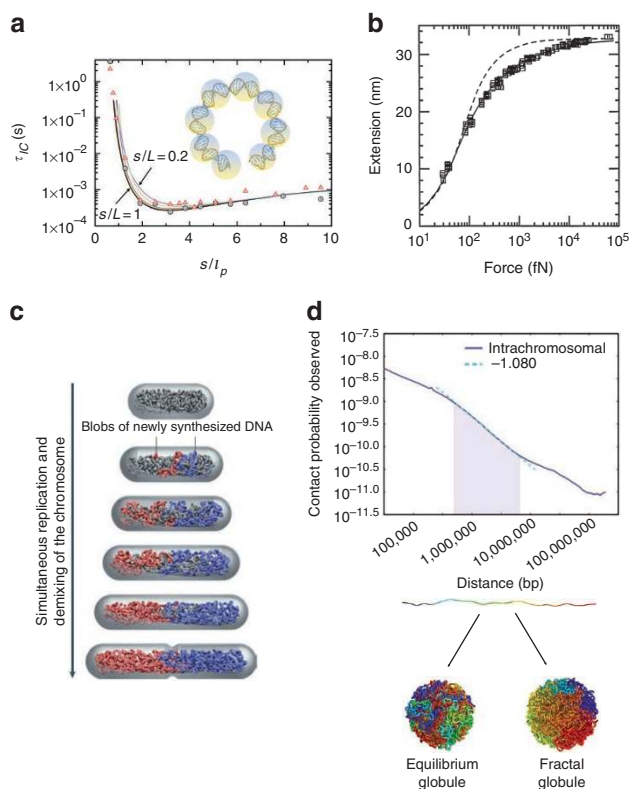 a
τIC (s)
1×10⁰
1×10⁻¹
1×10⁻²
1×10⁻³
1×10⁻⁴
s/L=0.2
s/L=1
0 2 4 6 8 10
s/lp
b
Extension (nm)
30
20
10
0
10¹ 10² 10³ 10⁴ 10⁵
Force (fN)
c
Simultaneous replication and
demixing of the chromosome
Blobs of newly synthesized DNA
d
Contact probability observed
10⁻⁷·⁵
10⁻⁸·⁰
10⁻⁸·⁵
10⁻⁹·⁰
10⁻⁹·⁵
10⁻¹⁰·⁰
10⁻¹⁰·⁵
10⁻¹¹·⁰
10⁻¹¹·⁵
Intrachromosomal
−1.080
100,000
1,000,000
10,000,000
100,000,000
Distance (bp)
Equilibrium
globule
Fractal
globule